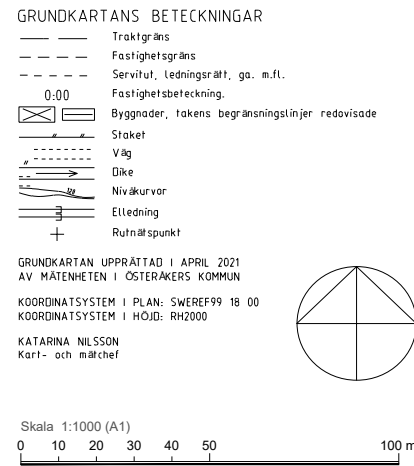 GRUNDKARTANS BETECKNINGAR
Traktgräns
Fastighetsgräns
Servitut, ledningsrätt, ga. m.fl.
0:00 Fastighetsbeteckning.
Byggnader, takens begränsningslinjer redovisade
Staket
Väg
Dike
Nivåkurvor
Elledning
Rutnätspunkt
GRUNDKARTAN UPPRÄTTAD I APRIL 2021
AV MÄTENHETEN I ÖSTERÅKERS KOMMUN
KOORDINATSYSTEM I PLAN: SWEREF99 18 00
KOORDINATSYSTEM I HÖJD: RH2000
KATARINA NILSSON
Kart- och mätchef
Skala 1:1000 (A1)
0 10 20 30 40 50 100 m